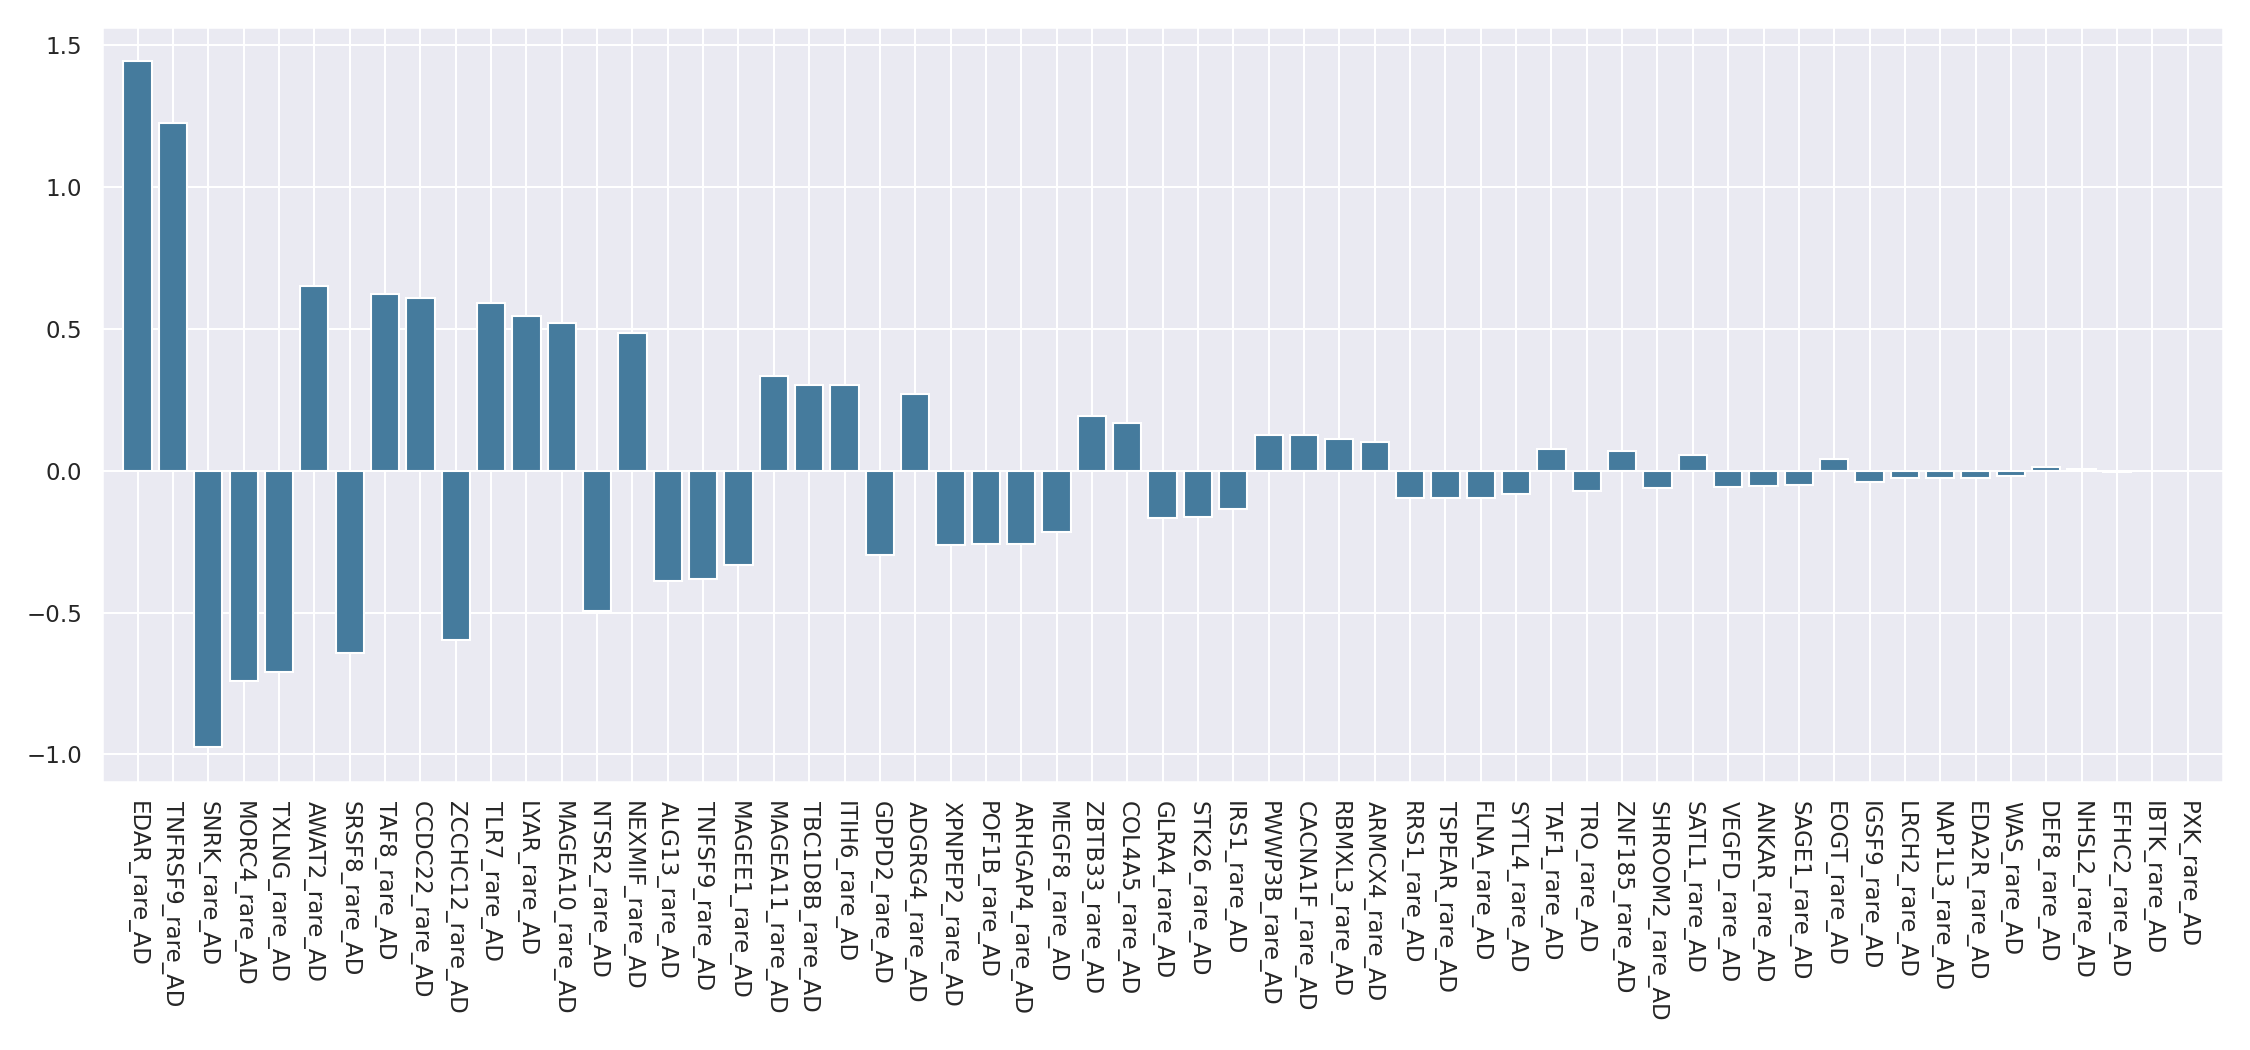 1.5
1.0
0.5
0.0
−0.5
−1.0
EDAR_rare_AD
TNFRSF9_rare_AD
SNRK_rare_AD
MORC4_rare_AD
TXLNG_rare_AD
AWAT2_rare_AD
SRSF8_rare_AD
TAF8_rare_AD
CCDC22_rare_AD
ZCCHC12_rare_AD
TLR7_rare_AD
LYAR_rare_AD
MAGEA10_rare_AD
NTSR2_rare_AD
NEXMIF_rare_AD
ALG13_rare_AD
TNFSF9_rare_AD
MAGEE1_rare_AD
MAGEA11_rare_AD
TBC1D8B_rare_AD
ITIH6_rare_AD
GDPD2_rare_AD
ADGRG4_rare_AD
XPNPEP2_rare_AD
POF1B_rare_AD
ARHGAP4_rare_AD
MEGF8_rare_AD
ZBTB33_rare_AD
COL4A5_rare_AD
GLRA4_rare_AD
STK26_rare_AD
IRS1_rare_AD
PWWP3B_rare_AD
CACNA1F_rare_AD
RBMXL3_rare_AD
ARMCX4_rare_AD
RRS1_rare_AD
TSPEAR_rare_AD
FLNA_rare_AD
SYTL4_rare_AD
TAF1_rare_AD
TRO_rare_AD
ZNF185_rare_AD
SHROOM2_rare_AD
SATL1_rare_AD
VEGFD_rare_AD
ANKAR_rare_AD
SAGE1_rare_AD
EOGT_rare_AD
IGSF9_rare_AD
LRCH2_rare_AD
NAP1L3_rare_AD
EDA2R_rare_AD
WAS_rare_AD
DEF8_rare_AD
NHSL2_rare_AD
EFHC2_rare_AD
IBTK_rare_AD
PXK_rare_AD